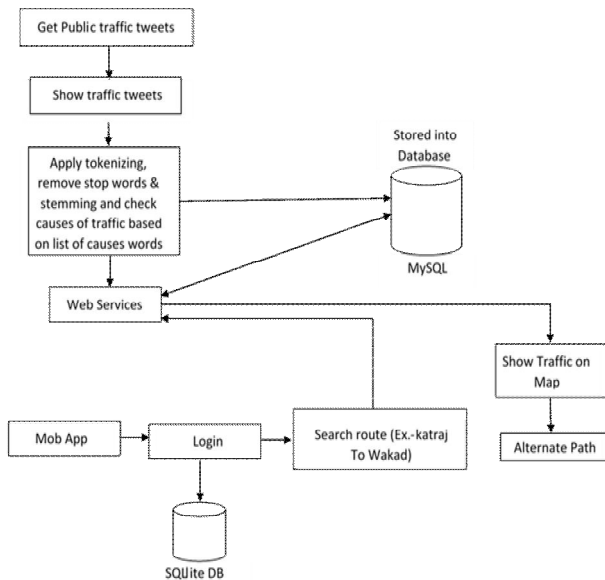 Get Public traffic tweets
Show traffic tweets
Apply tokenizing,
remove stop words &
stemming and check
causes of traffic based
on list of causes words
Stored into
Database
MySQL
Web Services
Show Traffic on
Map
Alternate Path
Mob App
Login
Search route (Ex.-katraj
To Wakad)
SQLlite DB